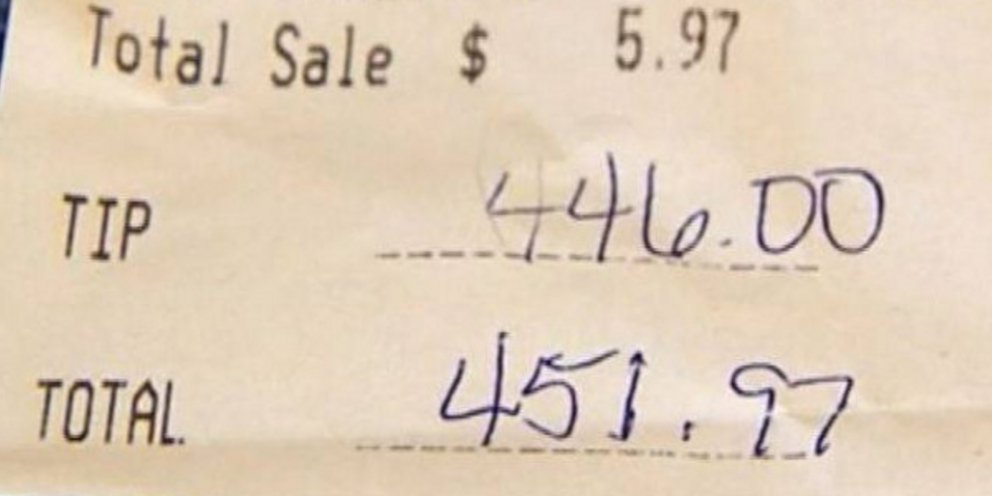 Total Sale $ 5.97
TIP 446.00
TOTAL 451.97